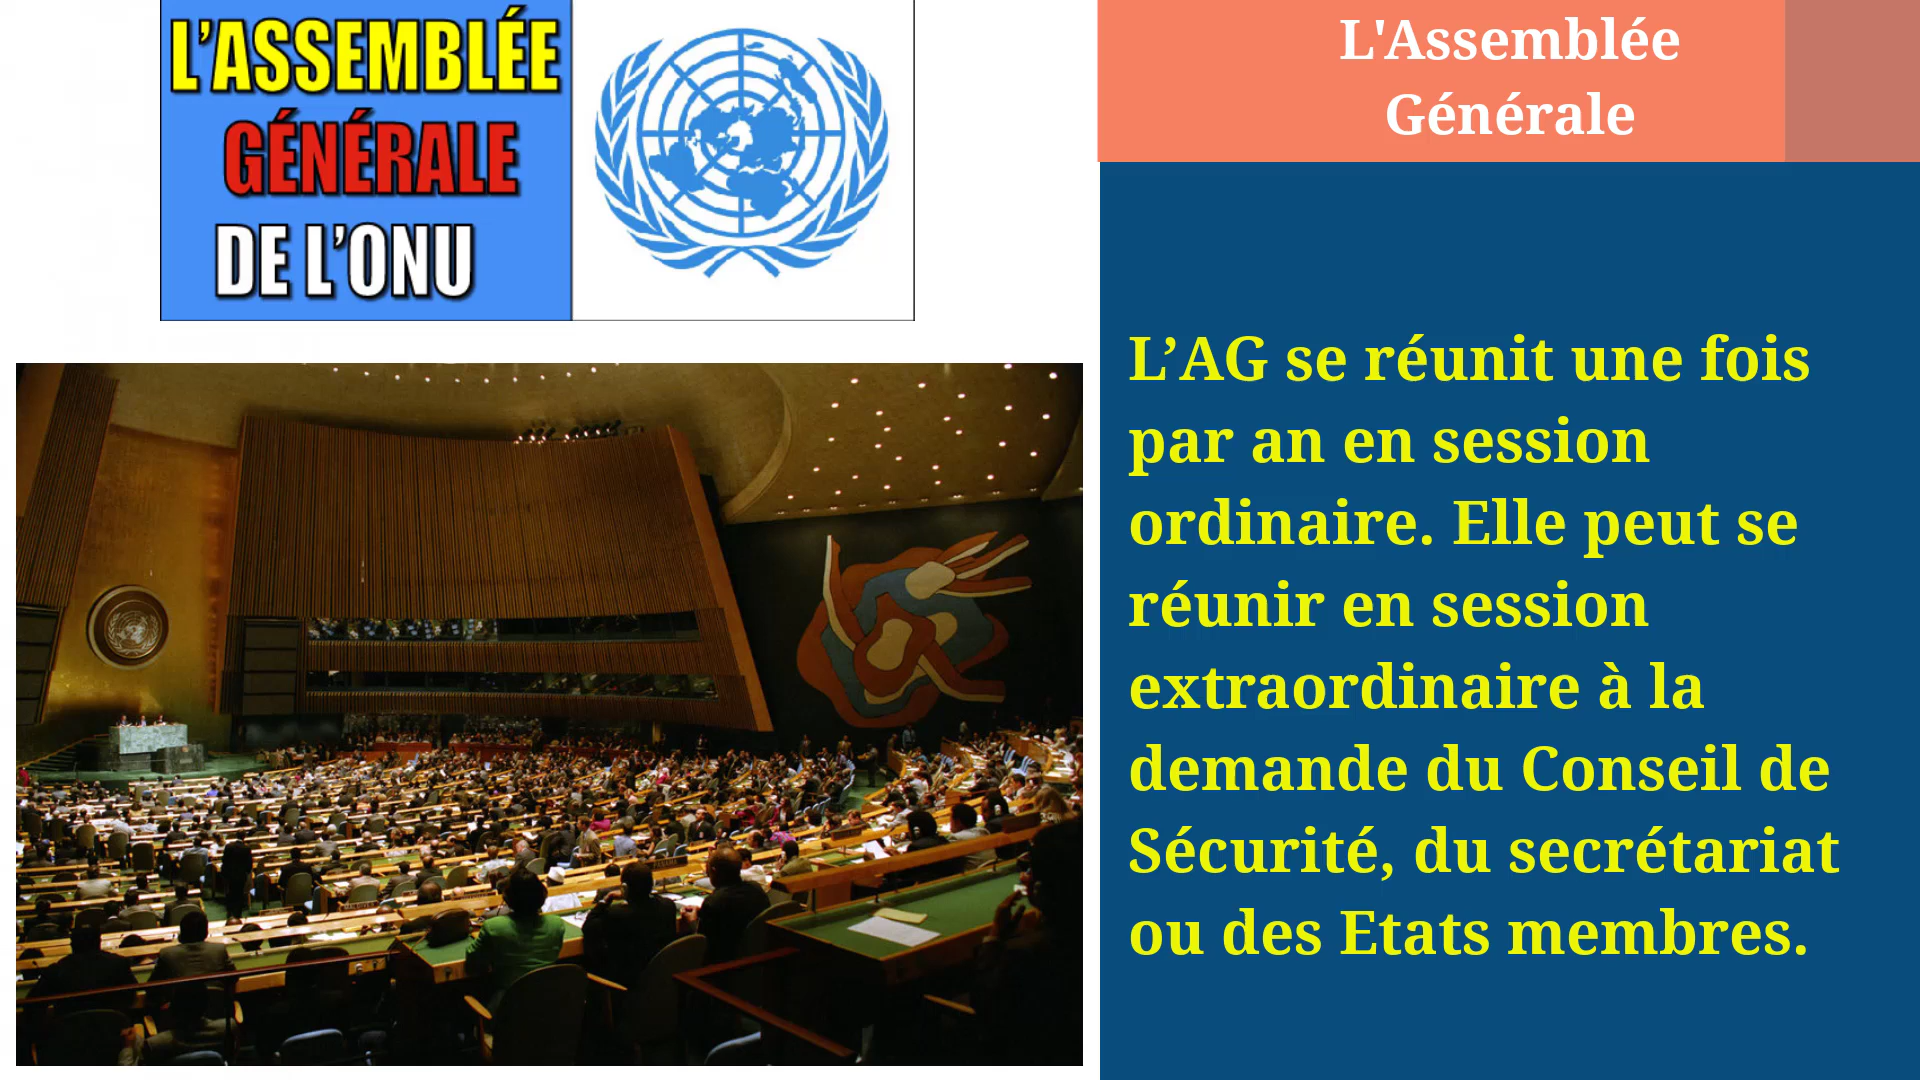 L’ASSEMBLÉE
GÉNÉRALE
DE L’ONU
L'Assemblée
Générale
L’AG se réunit une fois
par an en session
ordinaire. Elle peut se
réunir en session
extraordinaire à la
demande du Conseil de
Sécurité, du secrétariat
ou des Etats membres.